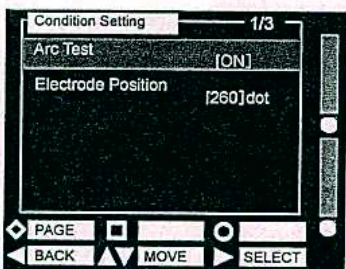 Condition Setting 1/3
Arc Test
[ON]
Electrode Position
[260]dot
PAGE
BACK MOVE SELECT